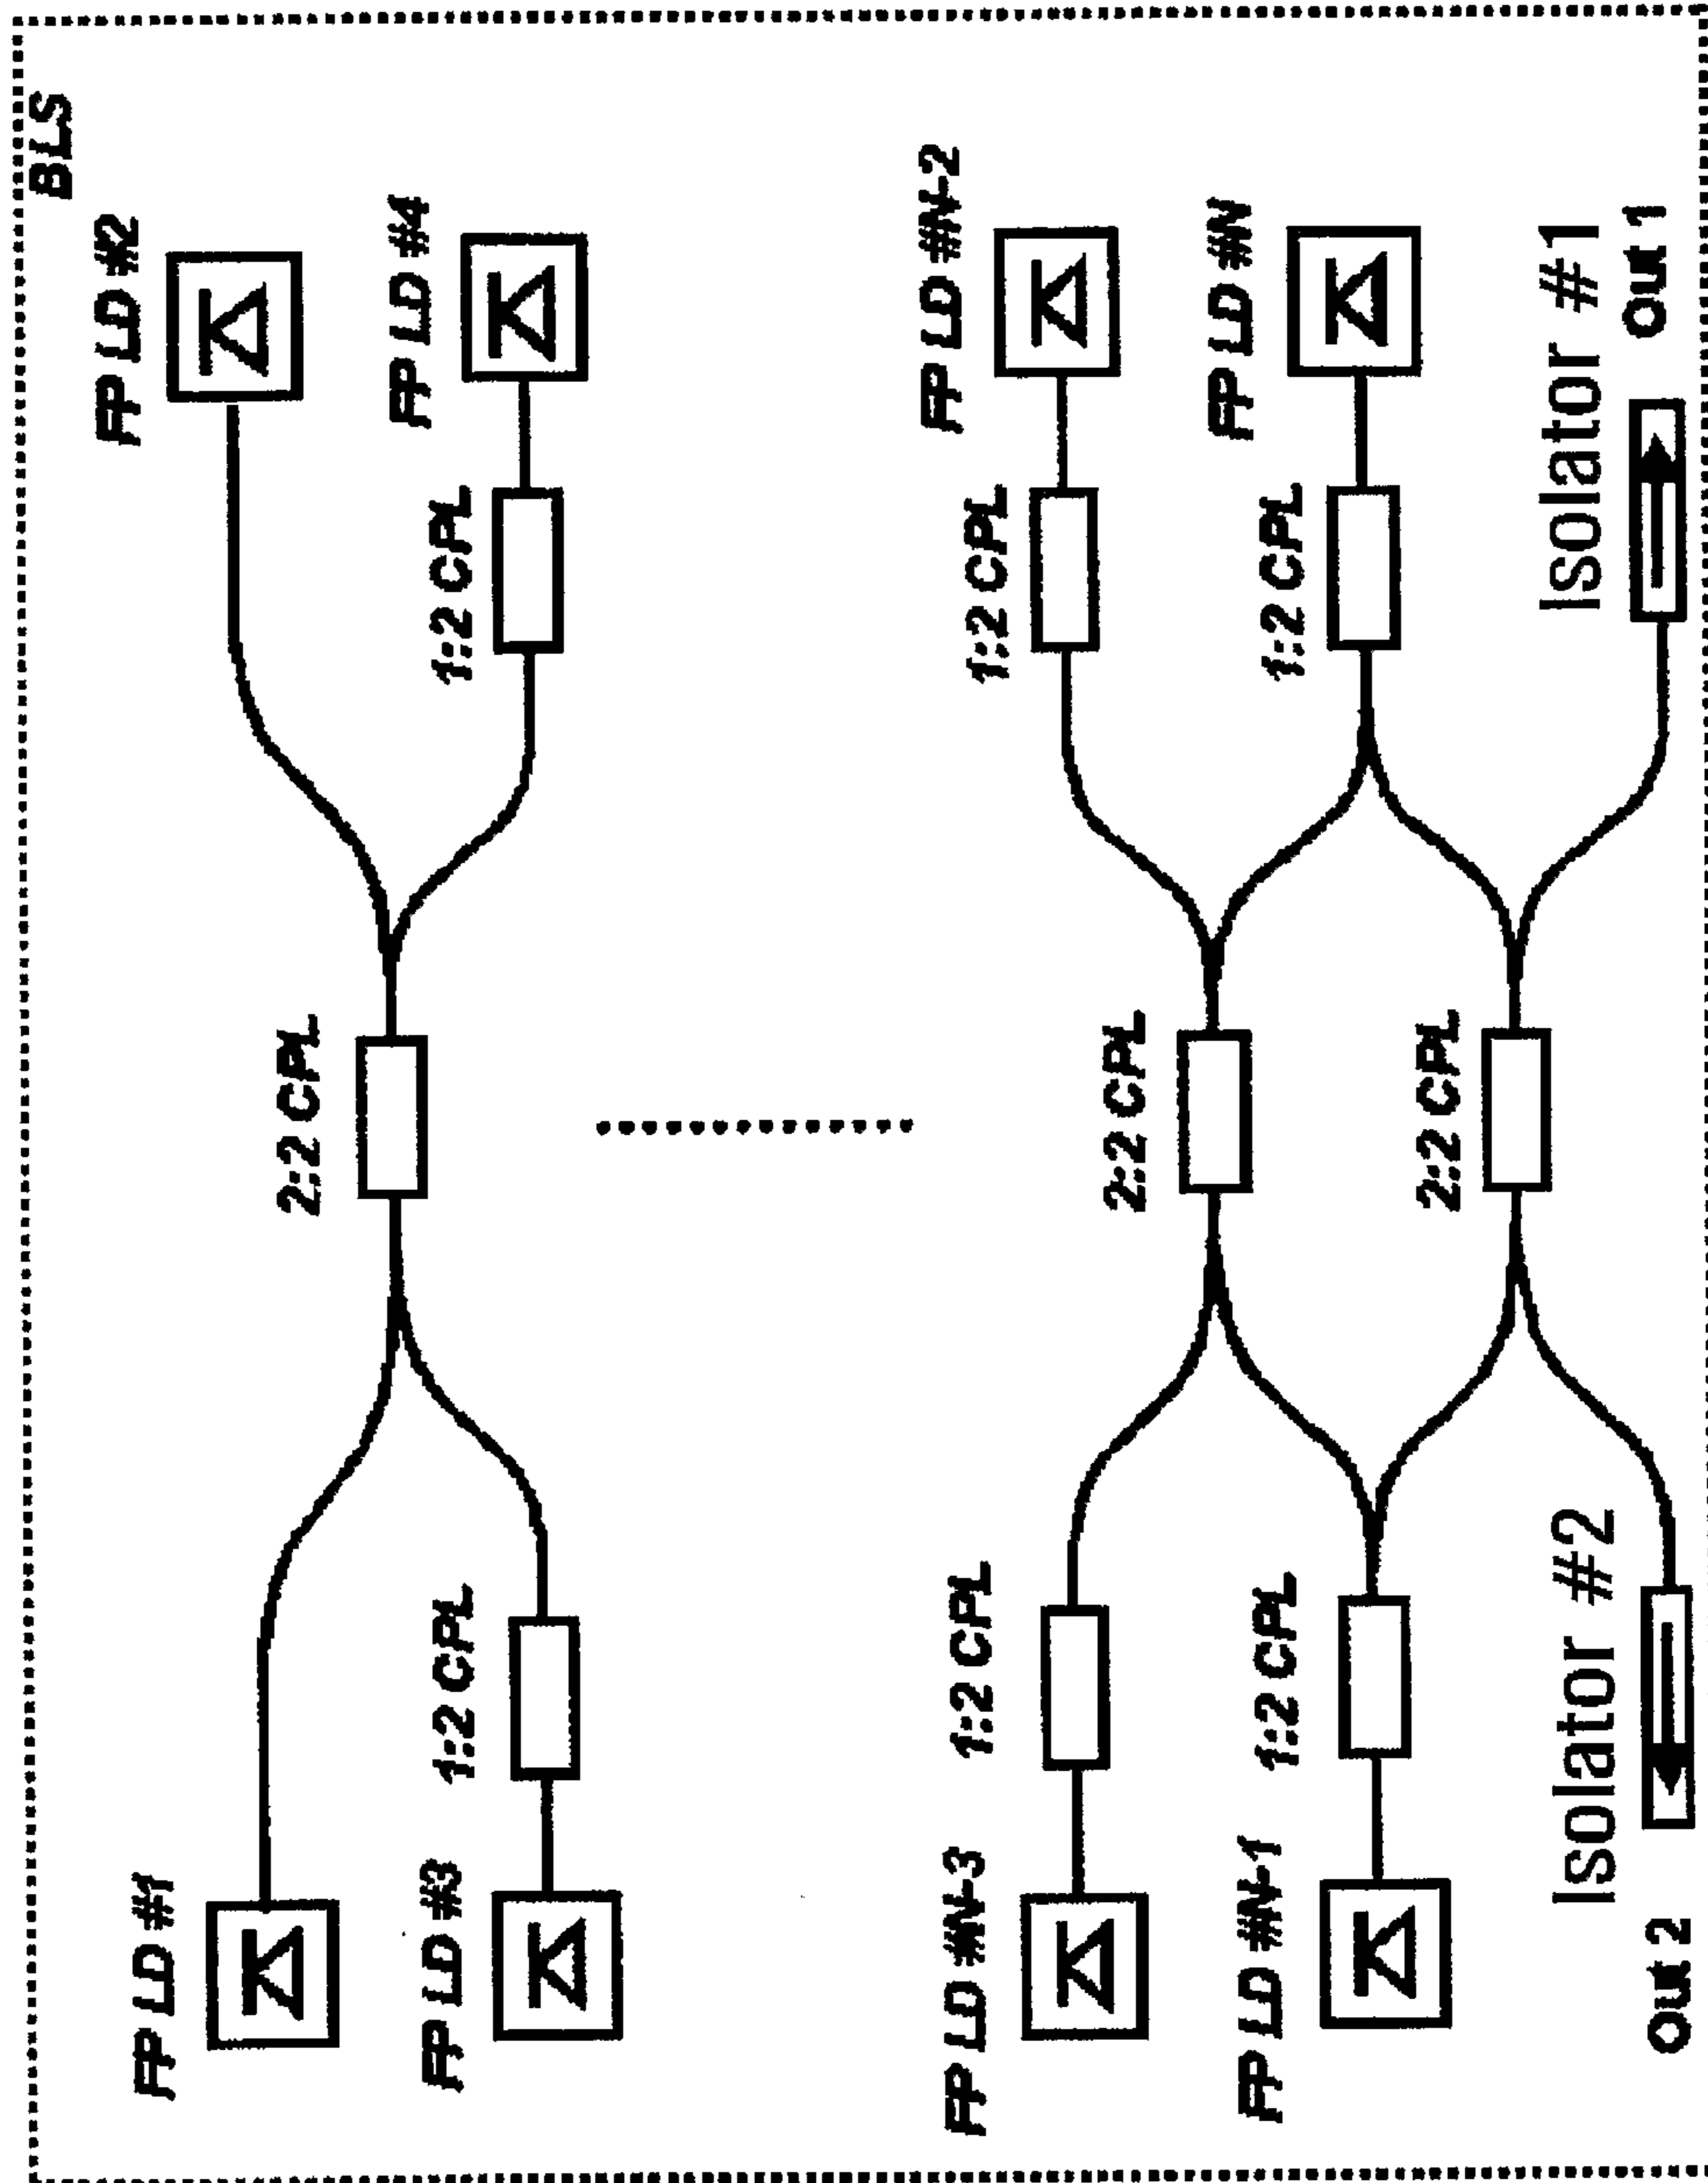 BLS
FP LD #1
FP LD #2
2:2 CPL
FP LD #3
1:2 CPL
1:2 CPL
FP LD #4
FP LD #N-3
1:2 CPL
1:2 CPL
FP LD #N-2
2:2 CPL
FP LD #N-1
1:2 CPL
1:2 CPL
FP LD #N
2:2 CPL
Isolator #2
Isolator #1
Out 2
Out 1